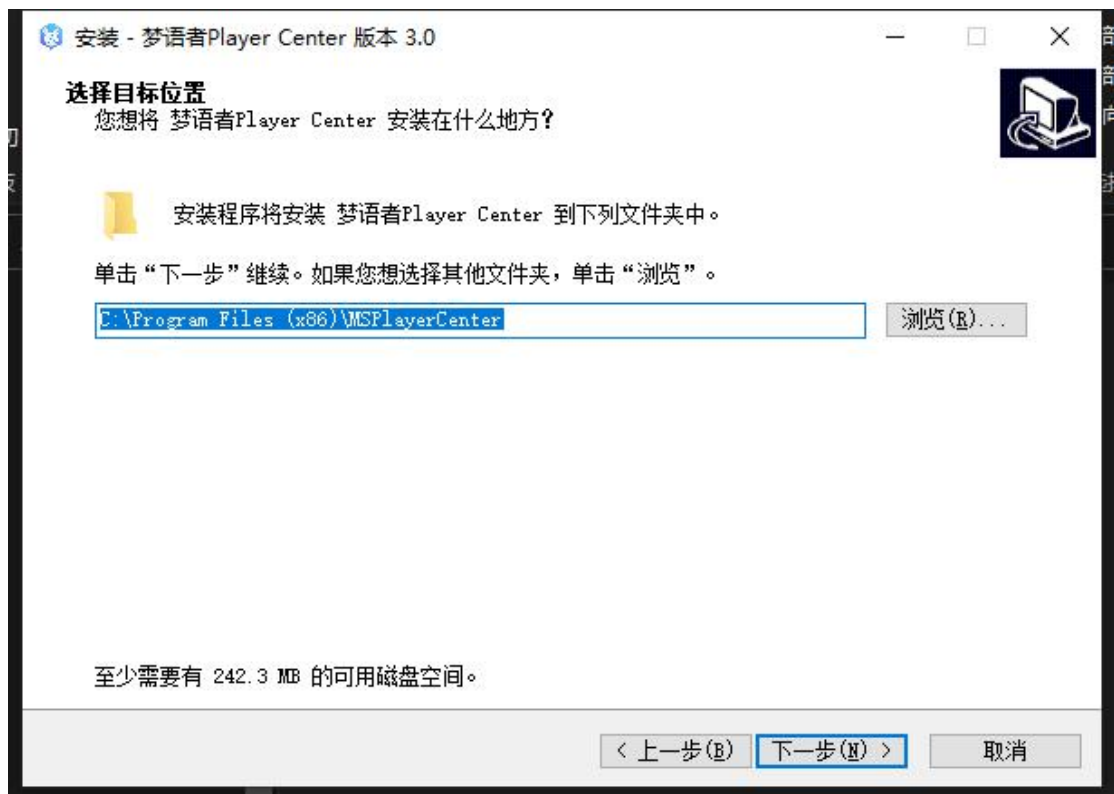 安装 - 梦语者Player Center 版本 3.0
选择目标位置
您想将 梦语者Player Center 安装在什么地方?
安装程序将安装 梦语者Player Center 到下列文件夹中。
单击“下一步”继续。如果您想选择其他文件夹,单击“浏览”。
C:\Program Files (x86)\MSPlayerCenter
浏览(R)...
至少需要有 242.3 MB 的可用磁盘空间。
< 上一步(B)
下一步(N) >
取消